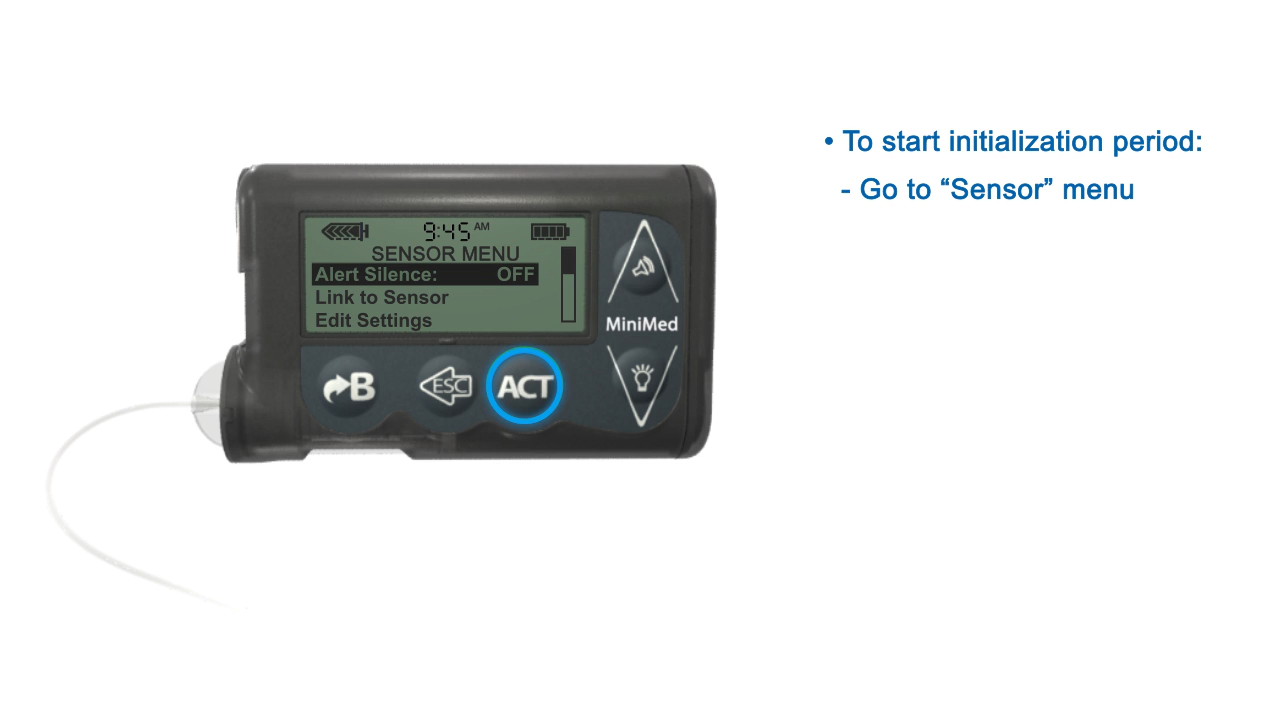 • To start initialization period:
- Go to “Sensor” menu
9:45 AM
SENSOR MENU
Alert Silence: OFF
Link to Sensor
Edit Settings
MiniMed
B
ESC
ACT